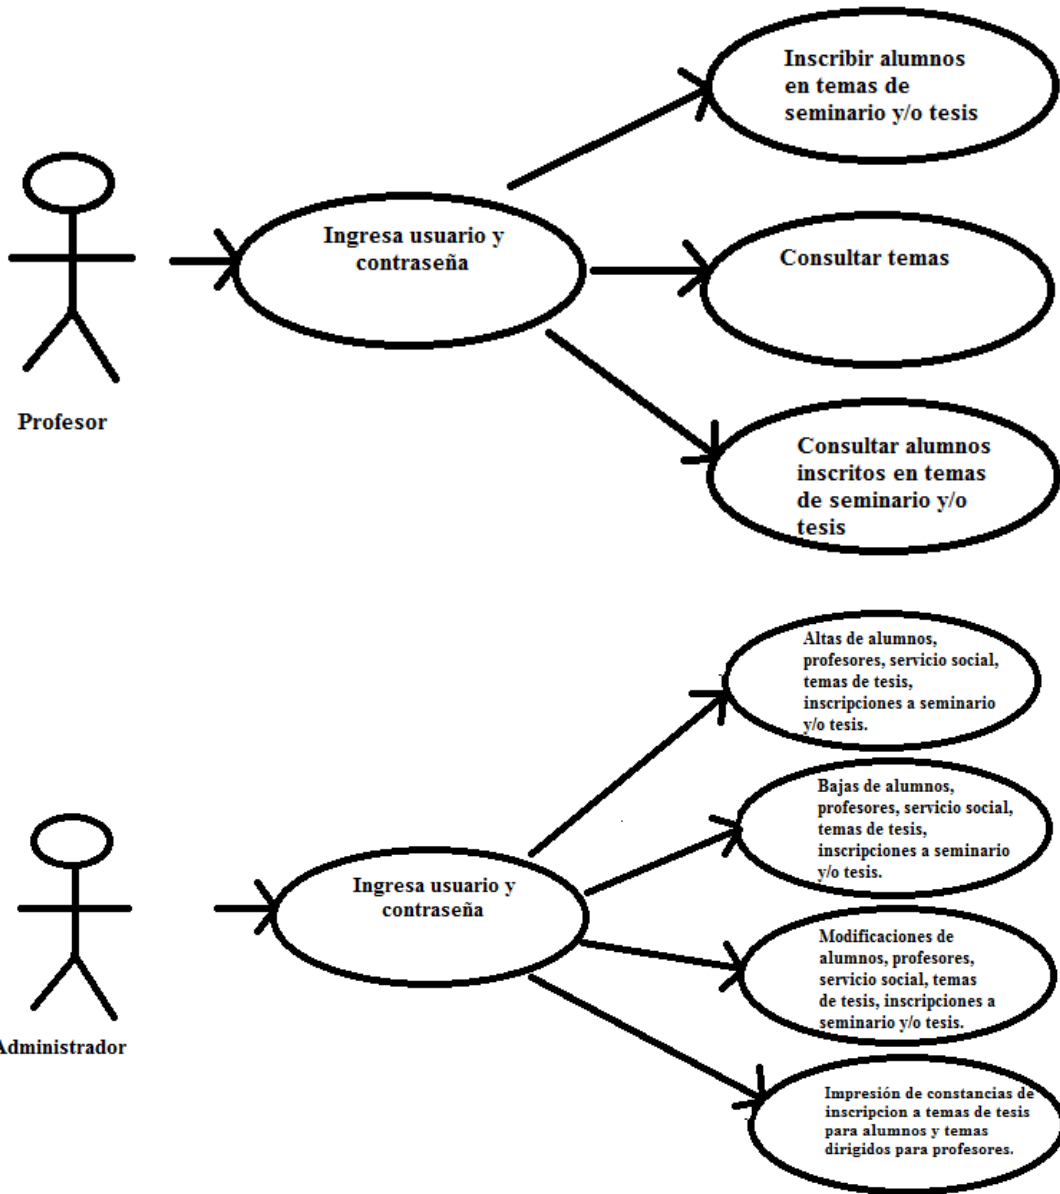 Inscribir alumnos
en temas de
seminario y/o tesis
Ingresa usuario y
contraseña
Consultar temas
Profesor
Consultar alumnos
inscritos en temas
de seminario y/o
tesis
Altas de alumnos,
profesores, servicio social,
temas de tesis,
inscripciones a seminario
y/o tesis.
Bajas de alumnos,
profesores, servicio social,
temas de tesis,
inscripciones a seminario
y/o tesis.
Ingresa usuario y
contraseña
Modificaciones de
alumnos, profesores,
servicio social, temas
de tesis, inscripciones a
seminario y/o tesis.
Administrador
Impresión de constancias de
inscripcion a temas de tesis
para alumnos y temas
dirigidos para profesores.